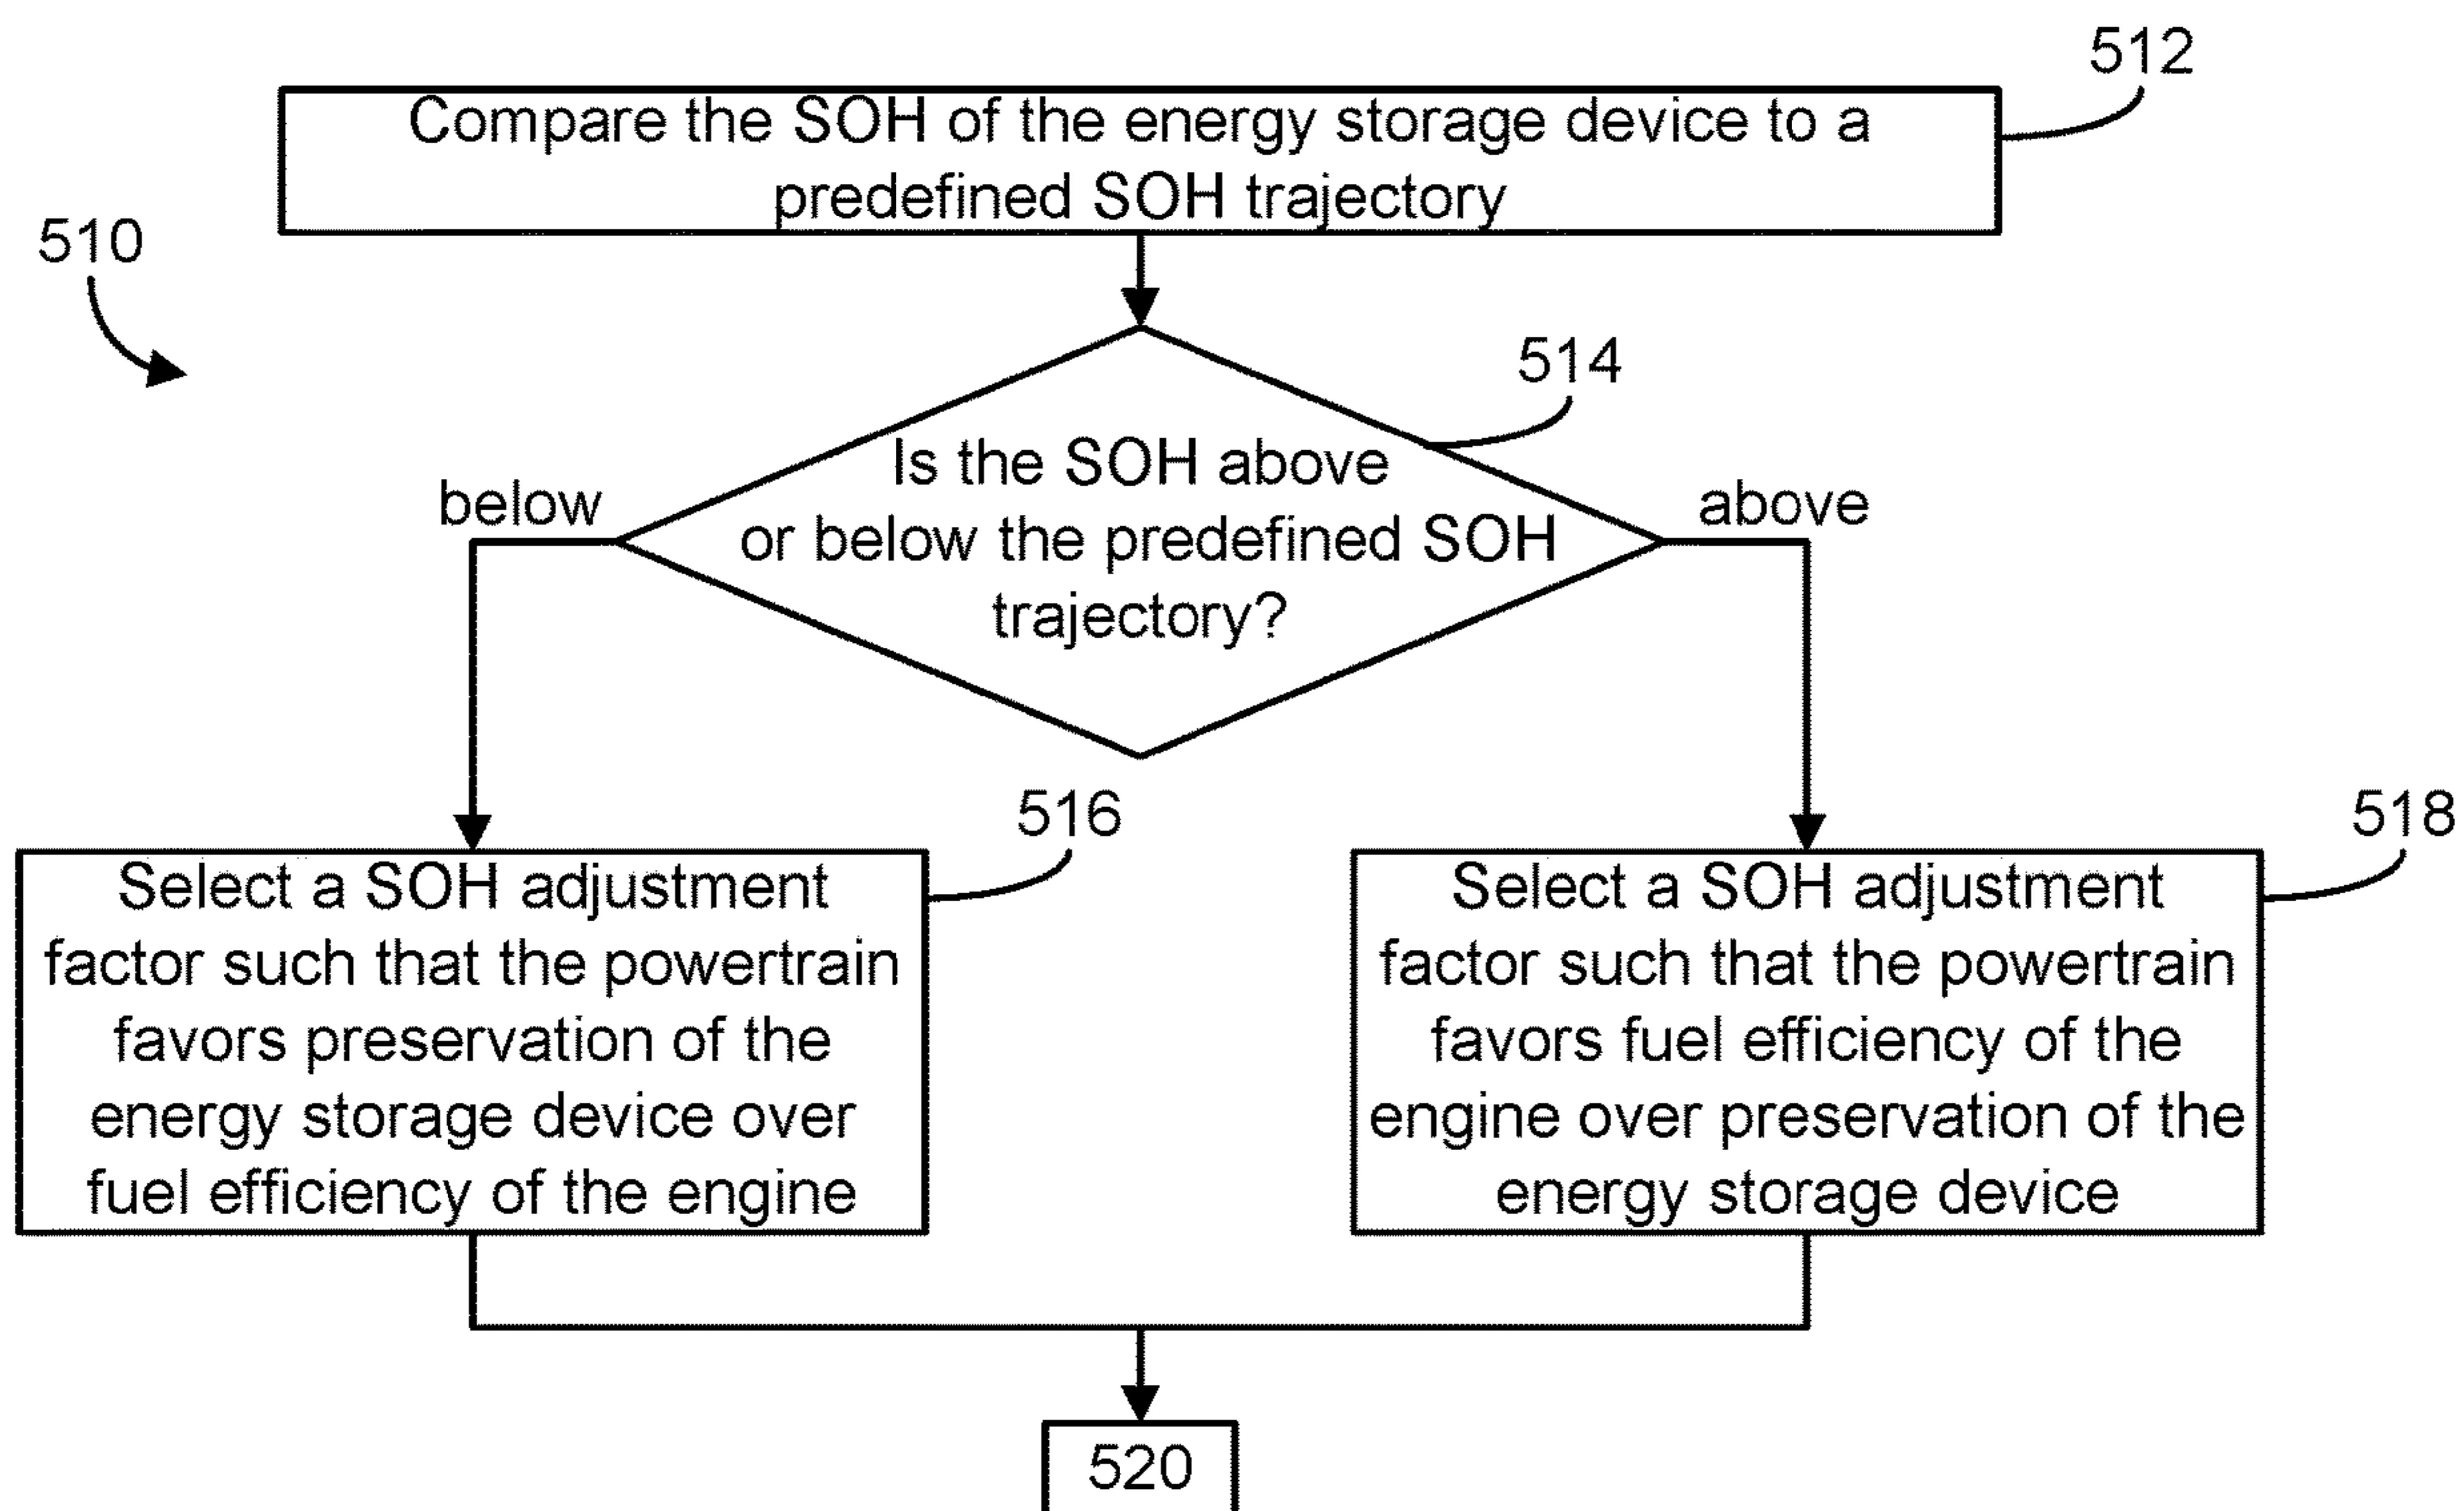 512
Compare the SOH of the energy storage device to a
predefined SOH trajectory
510
514
Is the SOH above
or below the predefined SOH
trajectory?
below
above
516
518
Select a SOH adjustment
factor such that the powertrain
favors preservation of the
energy storage device over
fuel efficiency of the engine
Select a SOH adjustment
factor such that the powertrain
favors fuel efficiency of the
engine over preservation of the
energy storage device
520